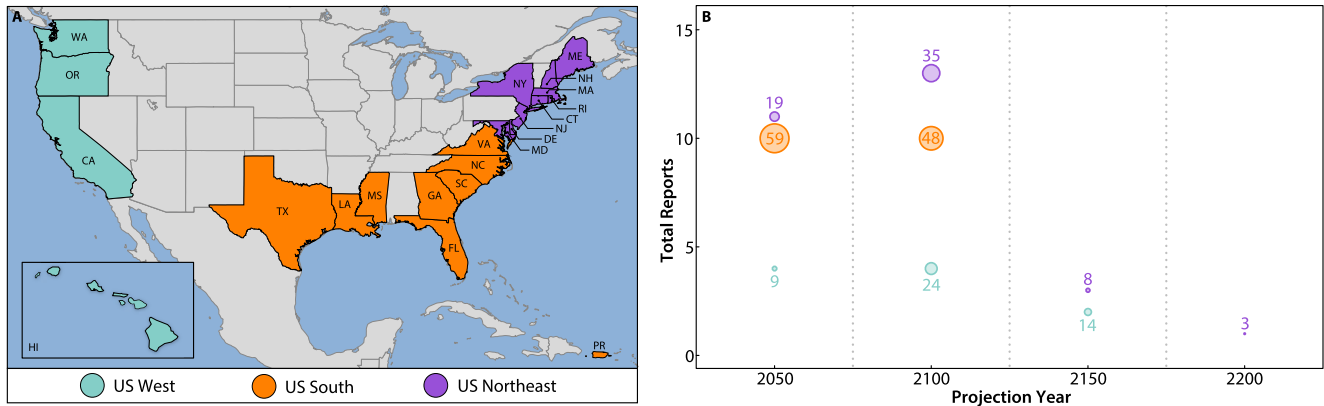 A
WA
OR
CA
HI
TX
LA
MS
GA
FL
SC
NC
VA
PR
NY
ME
NH
MA
RI
CT
NJ
DE
MD
US West
US South
US Northeast
B
Total Reports
15
10
5
0
19
59
9
35
48
24
8
14
3
2050
2100
2150
2200
Projection Year